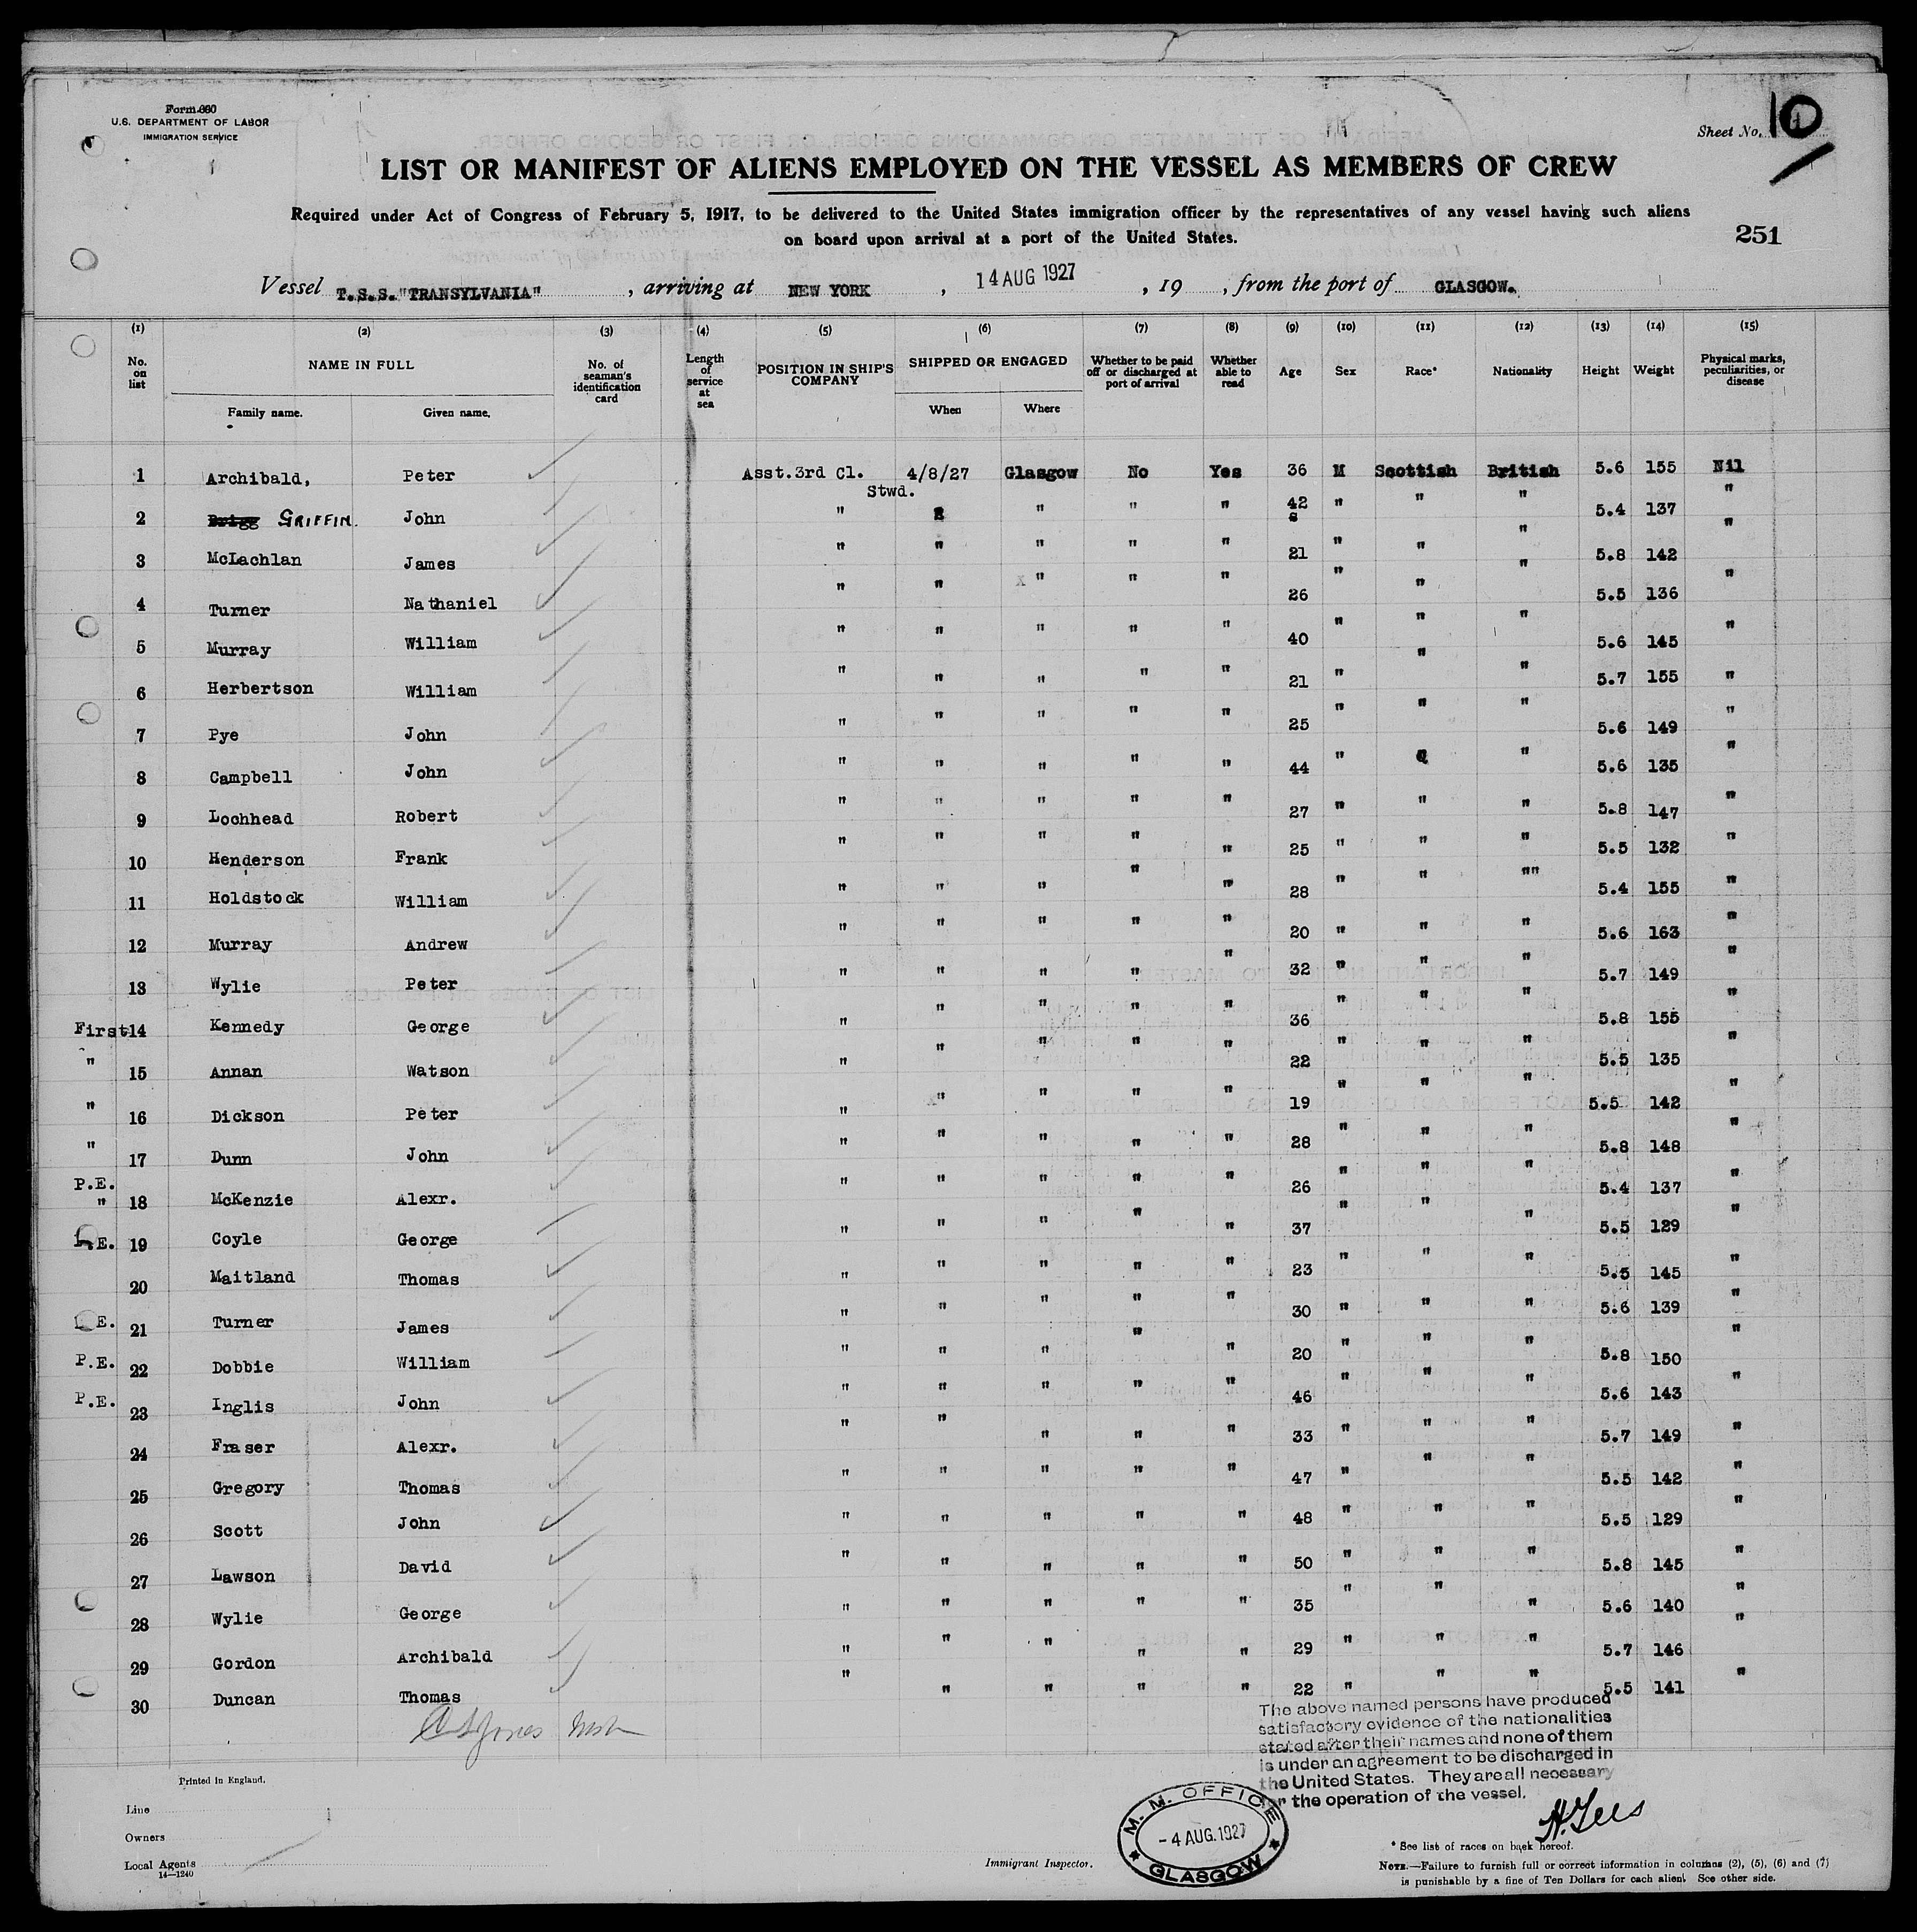 Form 660
U.S. DEPARTMENT OF LABOR
IMMIGRATION SERVICE
Sheet No. 10
LIST OR MANIFEST OF ALIENS EMPLOYED ON THE VESSEL AS MEMBERS OF CREW
Required under Act of Congress of February 5, 1917, to be delivered to the United States immigration officer by the representatives of any vessel having such aliens
on board upon arrival at a port of the United States.
251
Vessel T.S.S."TRANSYLVANIA" , arriving at NEW YORK , 14 AUG 1927 , 19 , from the port of GLASGOW.
(1) (2) (3) (4) (5) (6) (7) (8) (9) (10) (11) (12) (13) (14) (15)
No. on list NAME IN FULL Family name. Given name. No. of seaman's identification card Length of service at sea POSITION IN SHIP'S COMPANY SHIPPED OR ENGAGED When Where Whether to be paid off or discharged at port of arrival Whether able to read Age Sex Race* Nationality Height Weight Physical marks, peculiarities, or disease
1 Archibald, Peter Asst.3rd Cl. Stwd. 4/8/27 Glasgow No Yes 36 M Scottish British 5.6 155 Nil
2 Brigg GRIFFIN. John " " " " " 42 " " " 5.4 137 "
3 McLachlan James " " " " " 21 " " " 5.8 142 "
4 Turner Nathaniel " " x " " " 26 " " " 5.5 136 "
5 Murray William " " " " " 40 " " " 5.6 145 "
6 Herbertson William " " " " " 21 " " " 5.7 155 "
7 Pye John " " " " " 25 " " " 5.6 149 "
8 Campbell John " " " " " 44 " " " 5.6 135 "
9 Lochhead Robert " " " " " 27 " " " 5.8 147 "
10 Henderson Frank " " " " " 25 " " " 5.5 132 "
11 Holdstock William " " " " " 28 " " "" 5.4 155 "
12 Murray Andrew " " " " " 20 " " " 5.6 163 "
13 Wylie Peter " " " " " 32 " " " 5.7 149 "
First 14 Kennedy George " " " " " 36 " " " 5.8 155 "
" 15 Annan Watson " " " " " 22 " " " 5.5 135 "
" 16 Dickson Peter " " " " " 19 " " " 5.5 142 "
" 17 Dunn John " " " " " 28 " " " 5.8 148 "
P.E. " 18 McKenzie Alexr. " " " " " 26 " " " 5.4 137 "
P.E. 19 Coyle George " " " " " 37 " " " 5.5 129 "
20 Maitland Thomas " " " " " 23 " " " 5.5 145 "
E. 21 Turner James " " " " " 30 " " " 5.6 139 "
P.E. 22 Dobbie William " " " " " 20 " " " 5.8 150 "
P.E. 23 Inglis John " " " " " 46 " " " 5.6 143 "
24 Fraser Alexr. " " " " " 33 " " " 5.7 149 "
25 Gregory Thomas " " " " " 47 " " " 5.5 142 "
26 Scott John " " " " " 48 " " " 5.5 129 "
27 Lawson David " " " " " 50 " " " 5.8 145 "
28 Wylie George " " " " " 35 " " " 5.6 140 "
29 Gordon Archibald " " " " " 29 " " " 5.7 146 "
30 Duncan Thomas " " " " " 22 " " " 5.5 141 "
The above named persons have produced
satisfactory evidence of the nationalities
stated after their names and none of them
is under an agreement to be discharged in
the United States. They are all necessary
for the operation of the vessel.
Printed in England.
Line
Owners
Local Agents
14—1240
Immigrant Inspector.
M. M. OFFICE
- 4 AUG. 1927
GLASGOW
* See list of races on back hereof.
NOTE.—Failure to furnish full or correct information in columns (2), (5), (6) and (7)
is punishable by a fine of Ten Dollars for each alien. See other side.